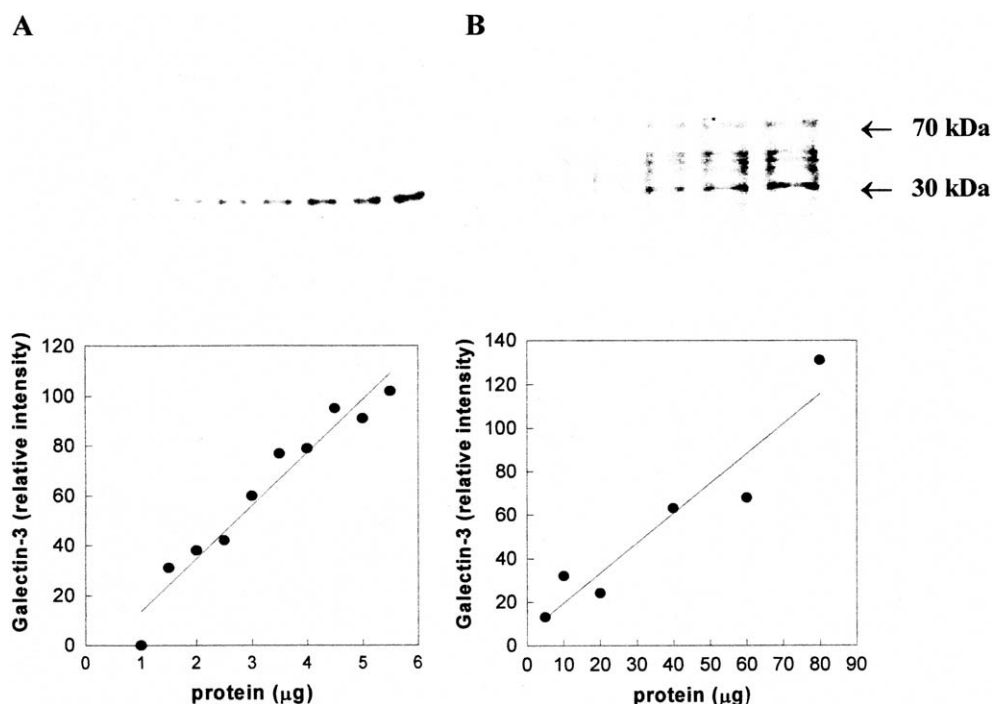 A
B
← 70 kDa
← 30 kDa
Galectin-3 (relative intensity)
120
100
80
60
40
20
0
0 1 2 3 4 5 6
protein (μg)
Galectin-3 (relative intensity)
140
120
100
80
60
40
20
0
0 10 20 30 40 50 60 70 80 90
protein (μg)